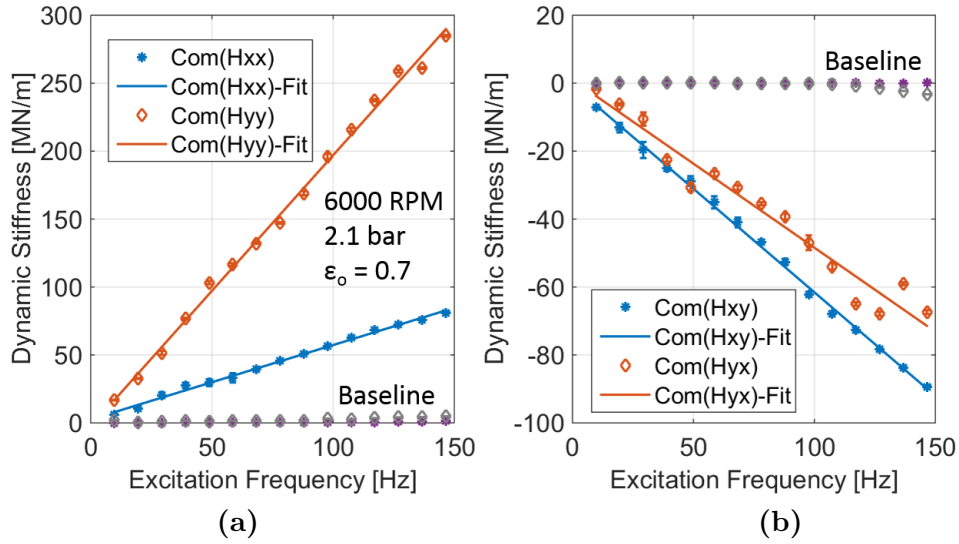 300
250
200
150
100
50
0
Dynamic Stiffness [MN/m]
Com(Hxx)
Com(Hxx)-Fit
Com(Hyy)
Com(Hyy)-Fit
6000 RPM
2.1 bar
εo = 0.7
Baseline
0 50 100 150
Excitation Frequency [Hz]
(a)
20
0
-20
-40
-60
-80
-100
Dynamic Stiffness [MN/m]
Baseline
Com(Hxy)
Com(Hxy)-Fit
Com(Hyx)
Com(Hyx)-Fit
0 50 100 150
Excitation Frequency [Hz]
(b)